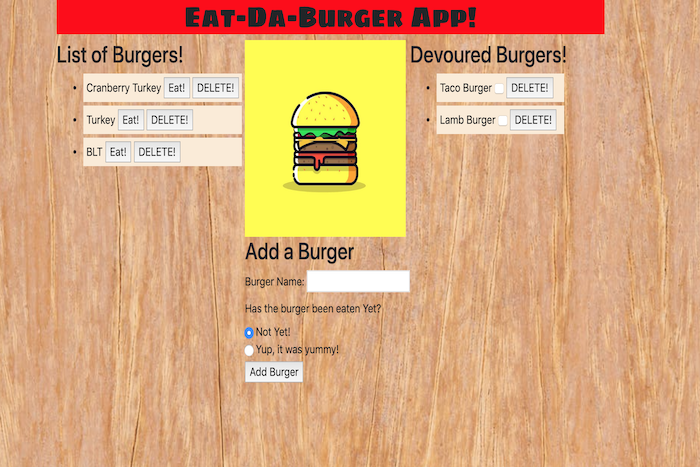 Eat-Da-Burger App!
List of Burgers!
Cranberry Turkey Eat! DELETE!
Turkey Eat! DELETE!
BLT Eat! DELETE!
Add a Burger
Burger Name:
Has the burger been eaten Yet?
Not Yet!
Yup, it was yummy!
Add Burger
Devoured Burgers!
Taco Burger DELETE!
Lamb Burger DELETE!